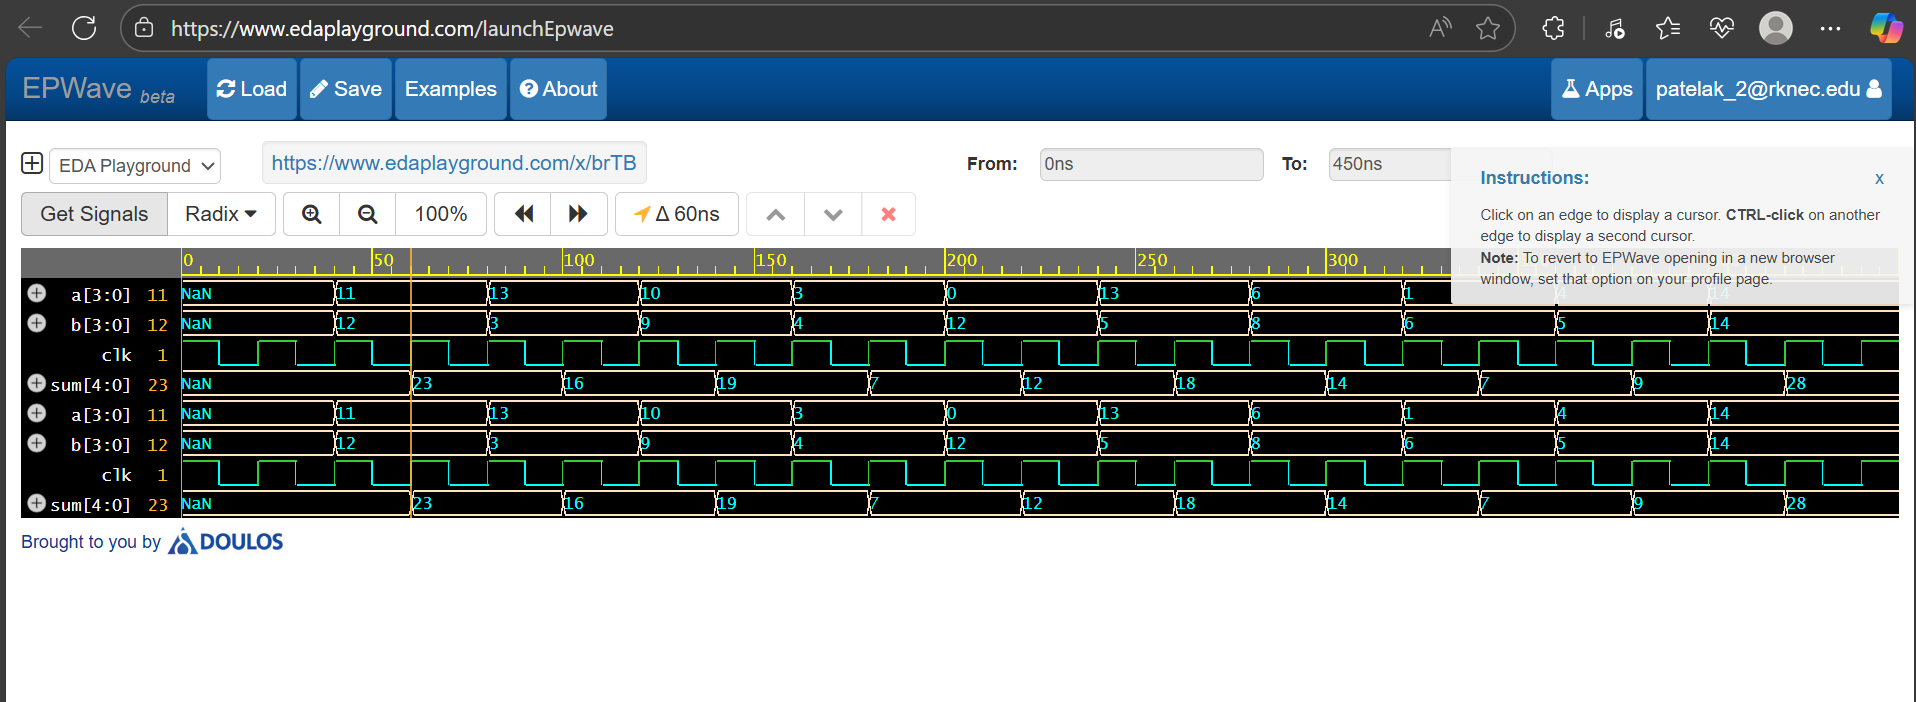 https://www.edaplayground.com/launchEpwave
EPWave beta Load Save Examples About Apps patelak_2@rknec.edu
EDA Playground https://www.edaplayground.com/x/brTB From: 0ns To: 450ns
Instructions: x
Click on an edge to display a cursor. CTRL-click on another
edge to display a second cursor.
Note: To revert to EPWave opening in a new browser
window, set that option on your profile page.
Get Signals Radix 100% Δ 60ns
0 50 100 150 200 250 300
a[3:0] 11 NaN 11 13 10 3 0 13 6 1 4 14
b[3:0] 12 NaN 12 3 9 4 12 5 8 6 5 14
clk 1
sum[4:0] 23 NaN 23 16 19 7 12 18 14 7 9 28
a[3:0] 11 NaN 11 13 10 3 0 13 6 1 4 14
b[3:0] 12 NaN 12 3 9 4 12 5 8 6 5 14
clk 1
sum[4:0] 23 NaN 23 16 19 7 12 18 14 7 9 28
Brought to you by DOULOS